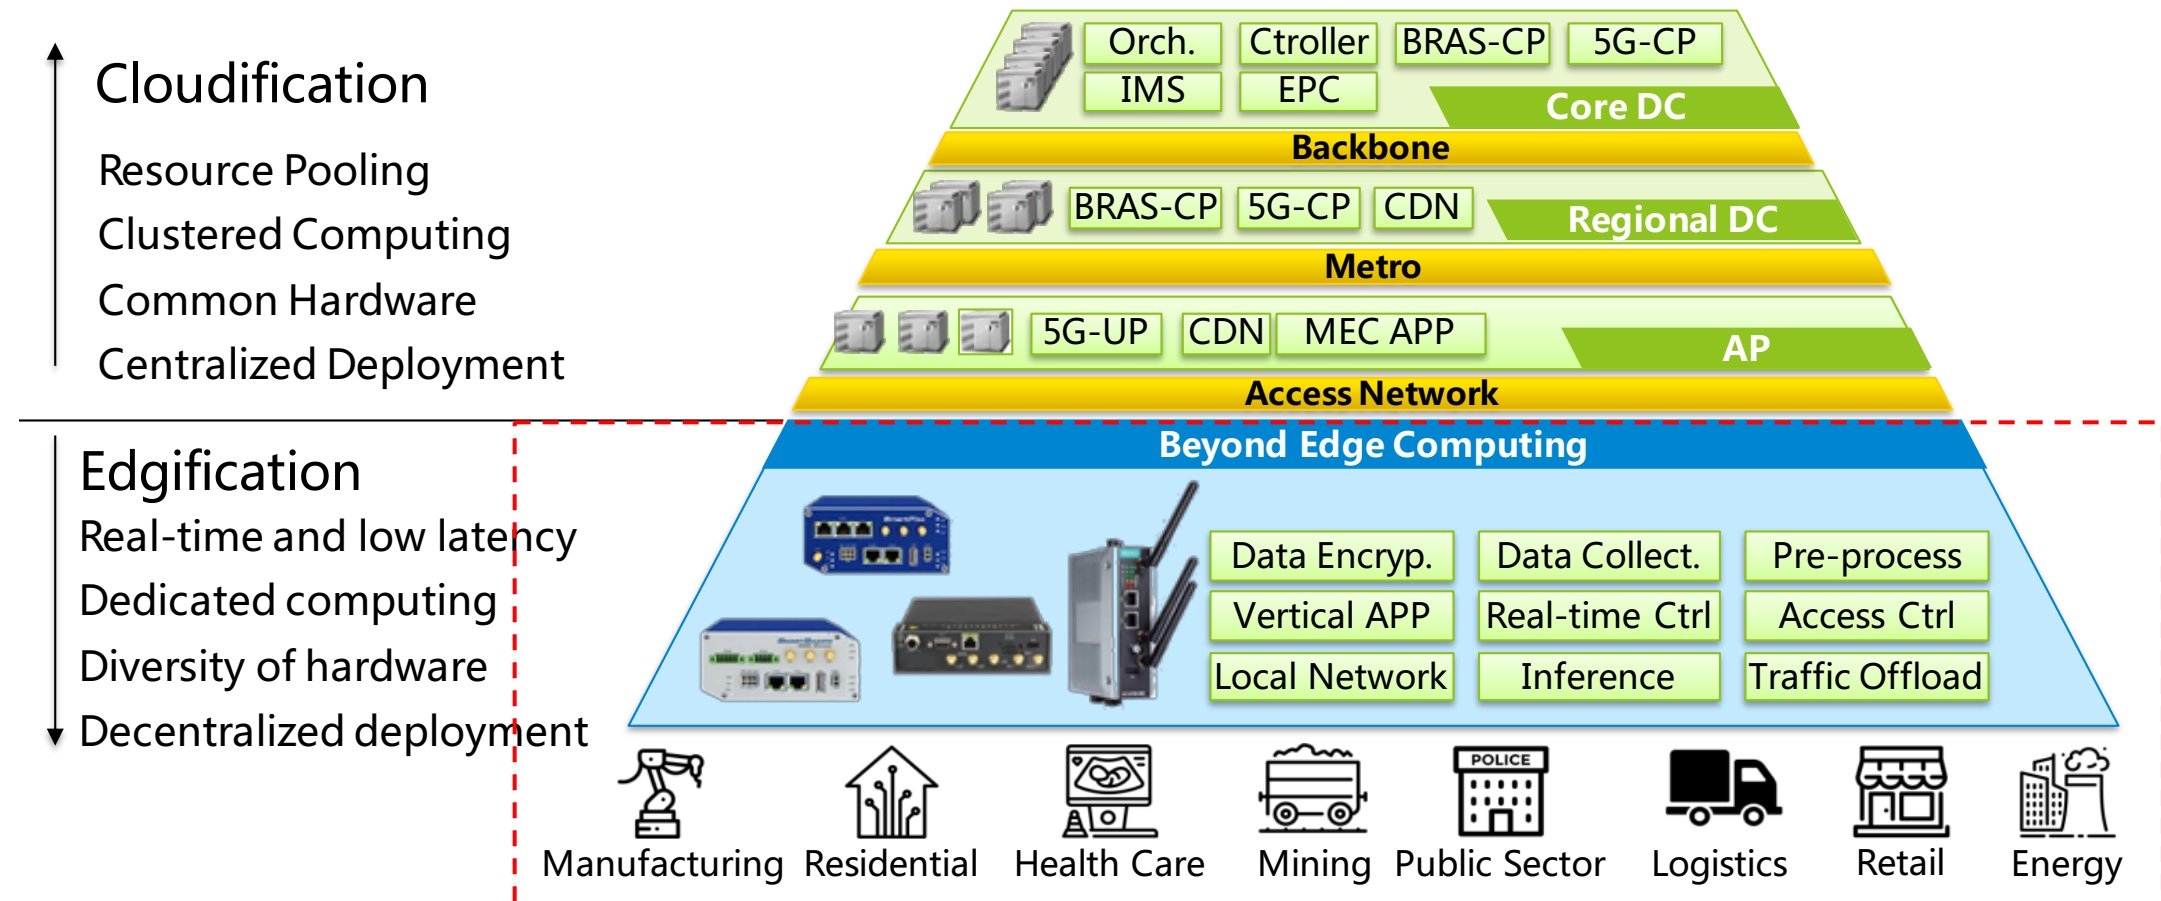 Cloudification
Resource Pooling
Clustered Computing
Common Hardware
Centralized Deployment
Orch. Ctroller BRAS-CP 5G-CP
IMS EPC
Core DC
Backbone
BRAS-CP 5G-CP CDN
Regional DC
Metro
5G-UP CDN MEC APP
AP
Access Network
Edgification
Real-time and low latency
Dedicated computing
Diversity of hardware
Decentralized deployment
Beyond Edge Computing
Data Encryp. Data Collect. Pre-process
Vertical APP Real-time Ctrl Access Ctrl
Local Network Inference Traffic Offload
POLICE
Manufacturing Residential Health Care Mining Public Sector Logistics Retail Energy